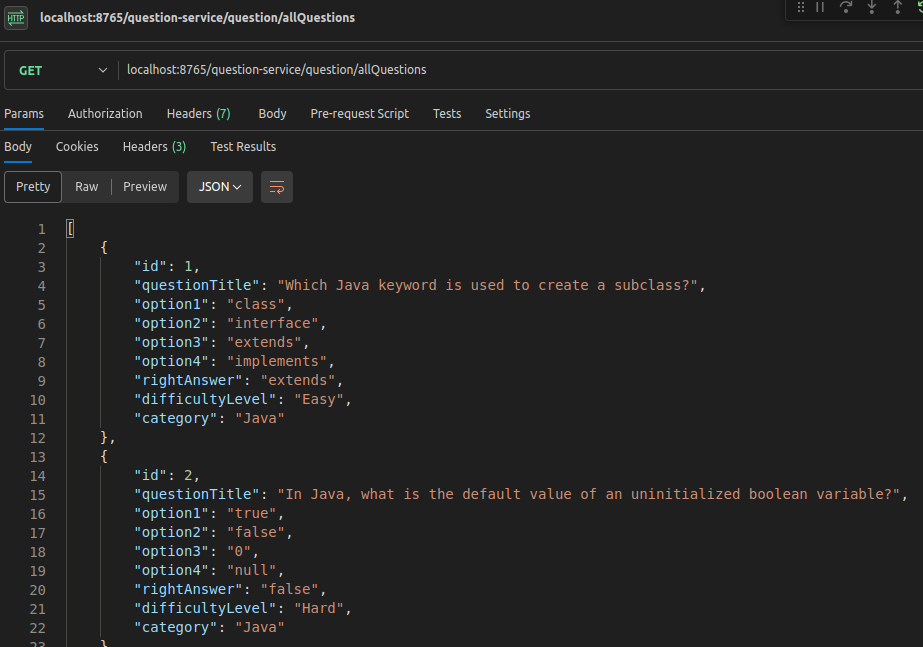 HTTP localhost:8765/question-service/question/allQuestions
GET localhost:8765/question-service/question/allQuestions
Params Authorization Headers (7) Body Pre-request Script Tests Settings
Body Cookies Headers (3) Test Results
Pretty Raw Preview JSON
1 [
2 {
3 "id": 1,
4 "questionTitle": "Which Java keyword is used to create a subclass?",
5 "option1": "class",
6 "option2": "interface",
7 "option3": "extends",
8 "option4": "implements",
9 "rightAnswer": "extends",
10 "difficultyLevel": "Easy",
11 "category": "Java"
12 },
13 {
14 "id": 2,
15 "questionTitle": "In Java, what is the default value of an uninitialized boolean variable?",
16 "option1": "true",
17 "option2": "false",
18 "option3": "0",
19 "option4": "null",
20 "rightAnswer": "false",
21 "difficultyLevel": "Hard",
22 "category": "Java"
23 }